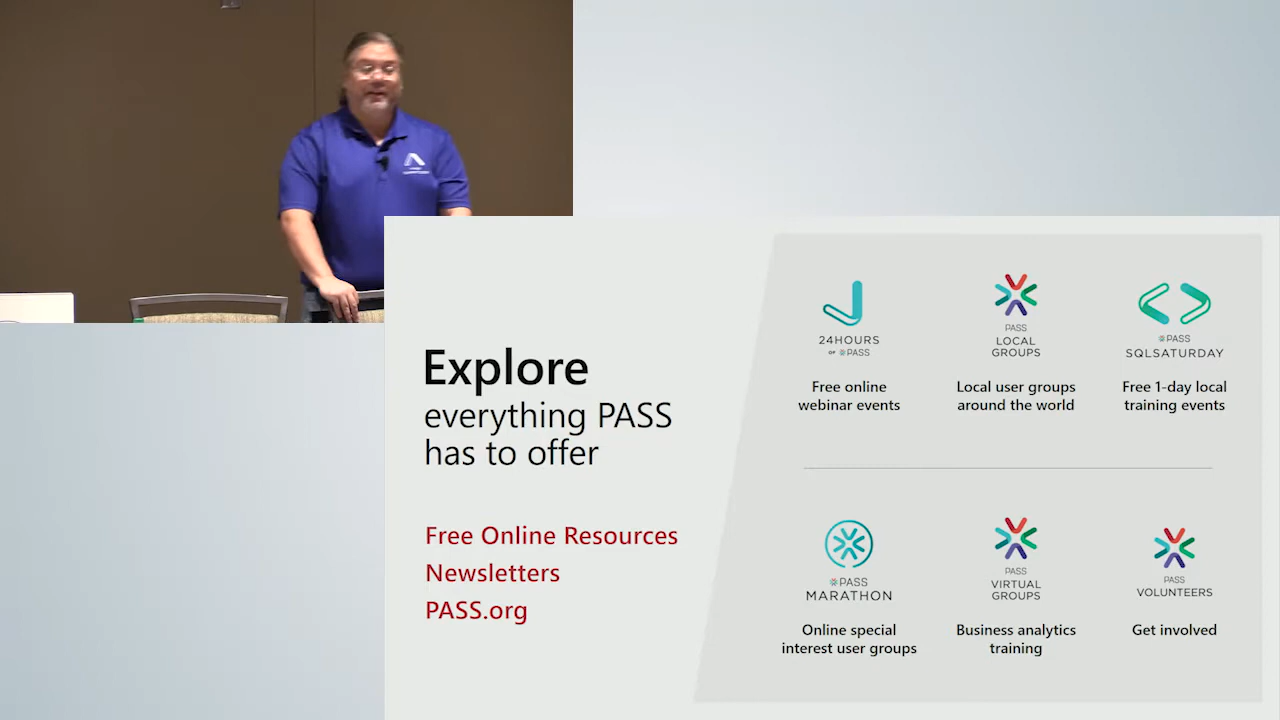 Explore
everything PASS
has to offer
Free Online Resources
Newsletters
PASS.org
24HOURS
OF PASS
Free online
webinar events
PASS
LOCAL
GROUPS
Local user groups
around the world
PASS
SQLSATURDAY
Free 1-day local
training events
PASS
MARATHON
Online special
interest user groups
PASS
VIRTUAL
GROUPS
Business analytics
training
PASS
VOLUNTEERS
Get involved